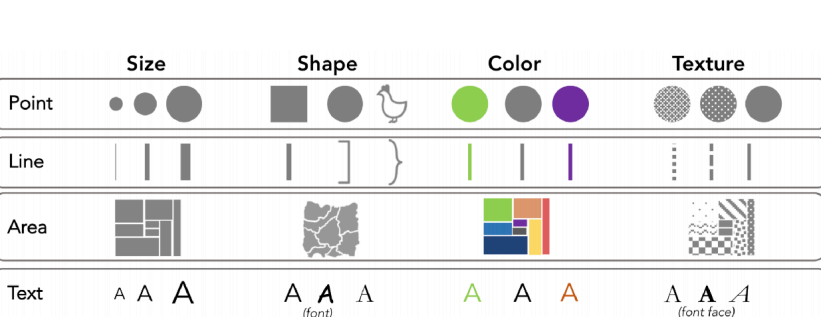 Size Shape Color Texture
Point
Line
Area
Text A A A A A A A A A A A A
(font) (font face)